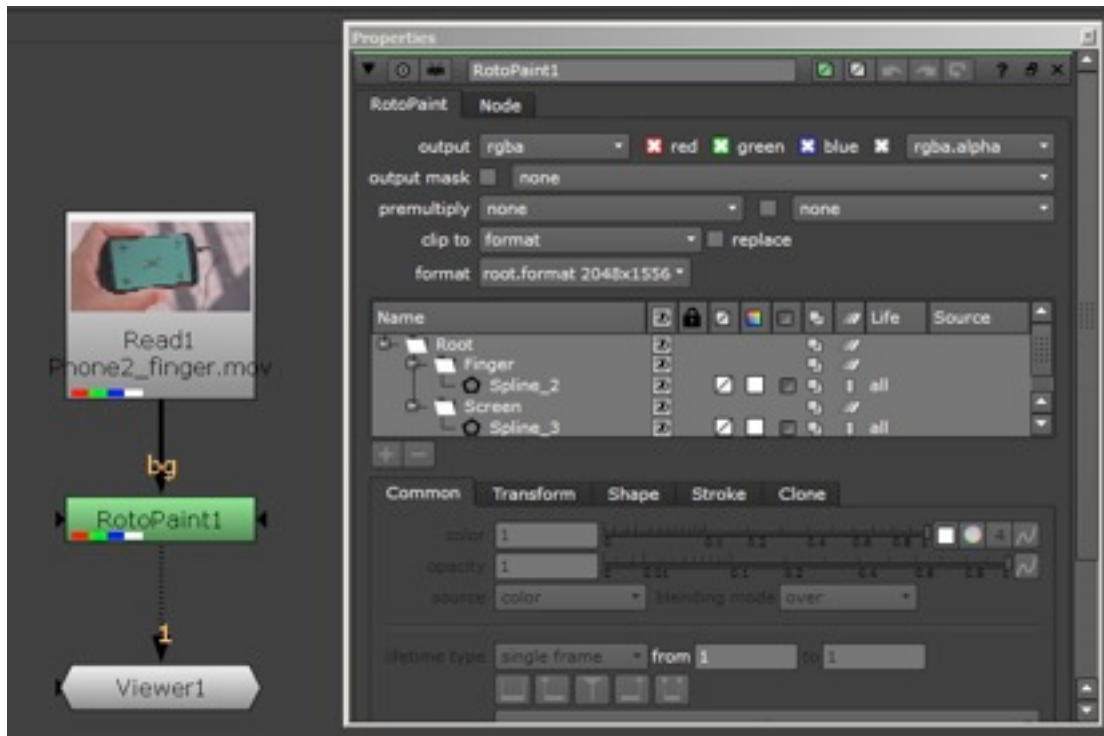 Properties
RotoPaint1
?
RotoPaint Node
output rgba red green blue rgba.alpha
output mask none
premultiply none none
clip to format replace
format root.format 2048x1556
Name Life Source
Root
Finger
Spline_2 all
Screen
Spline_3 all
Common Transform Shape Stroke Clone
color 1 4
opacity 1
source color blending mode over
lifetime type single frame from 1 to 1
Read1
Phone2_finger.mov
bg
RotoPaint1
1
Viewer1